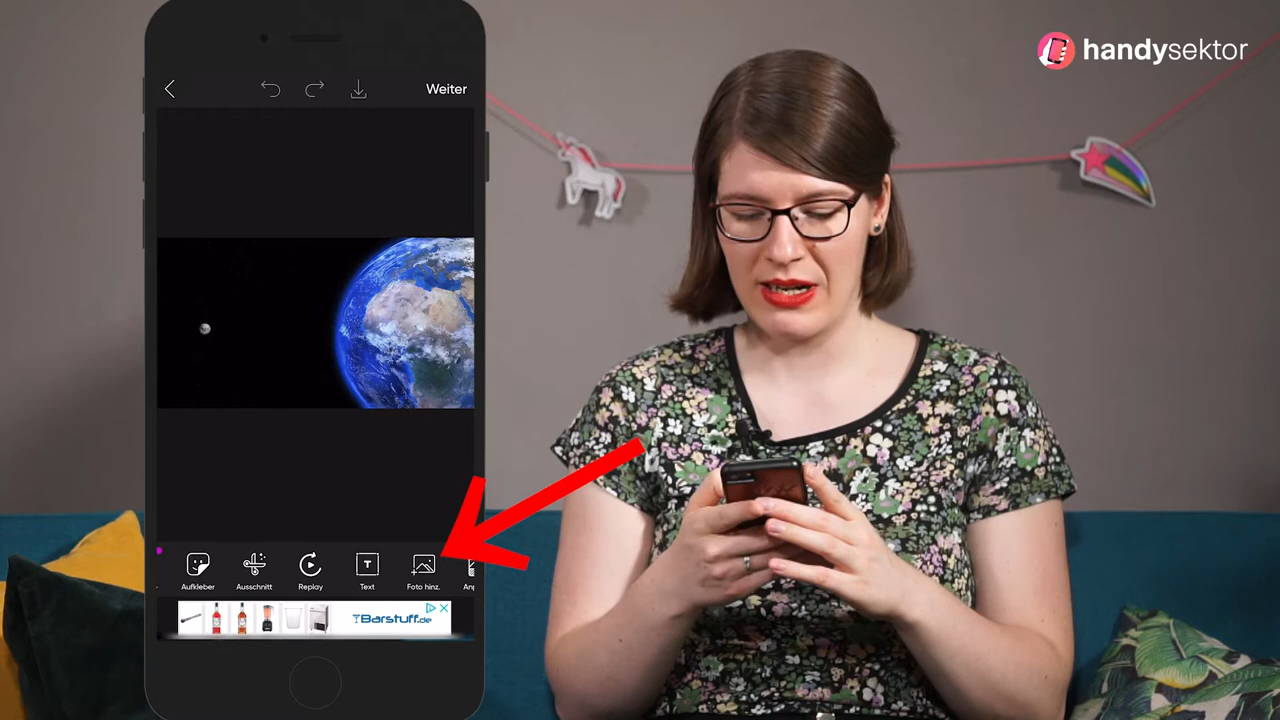 handysektor
Weiter
Aufkleber
Ausschnitt
Replay
Text
Foto hinz.
Barstuff.de